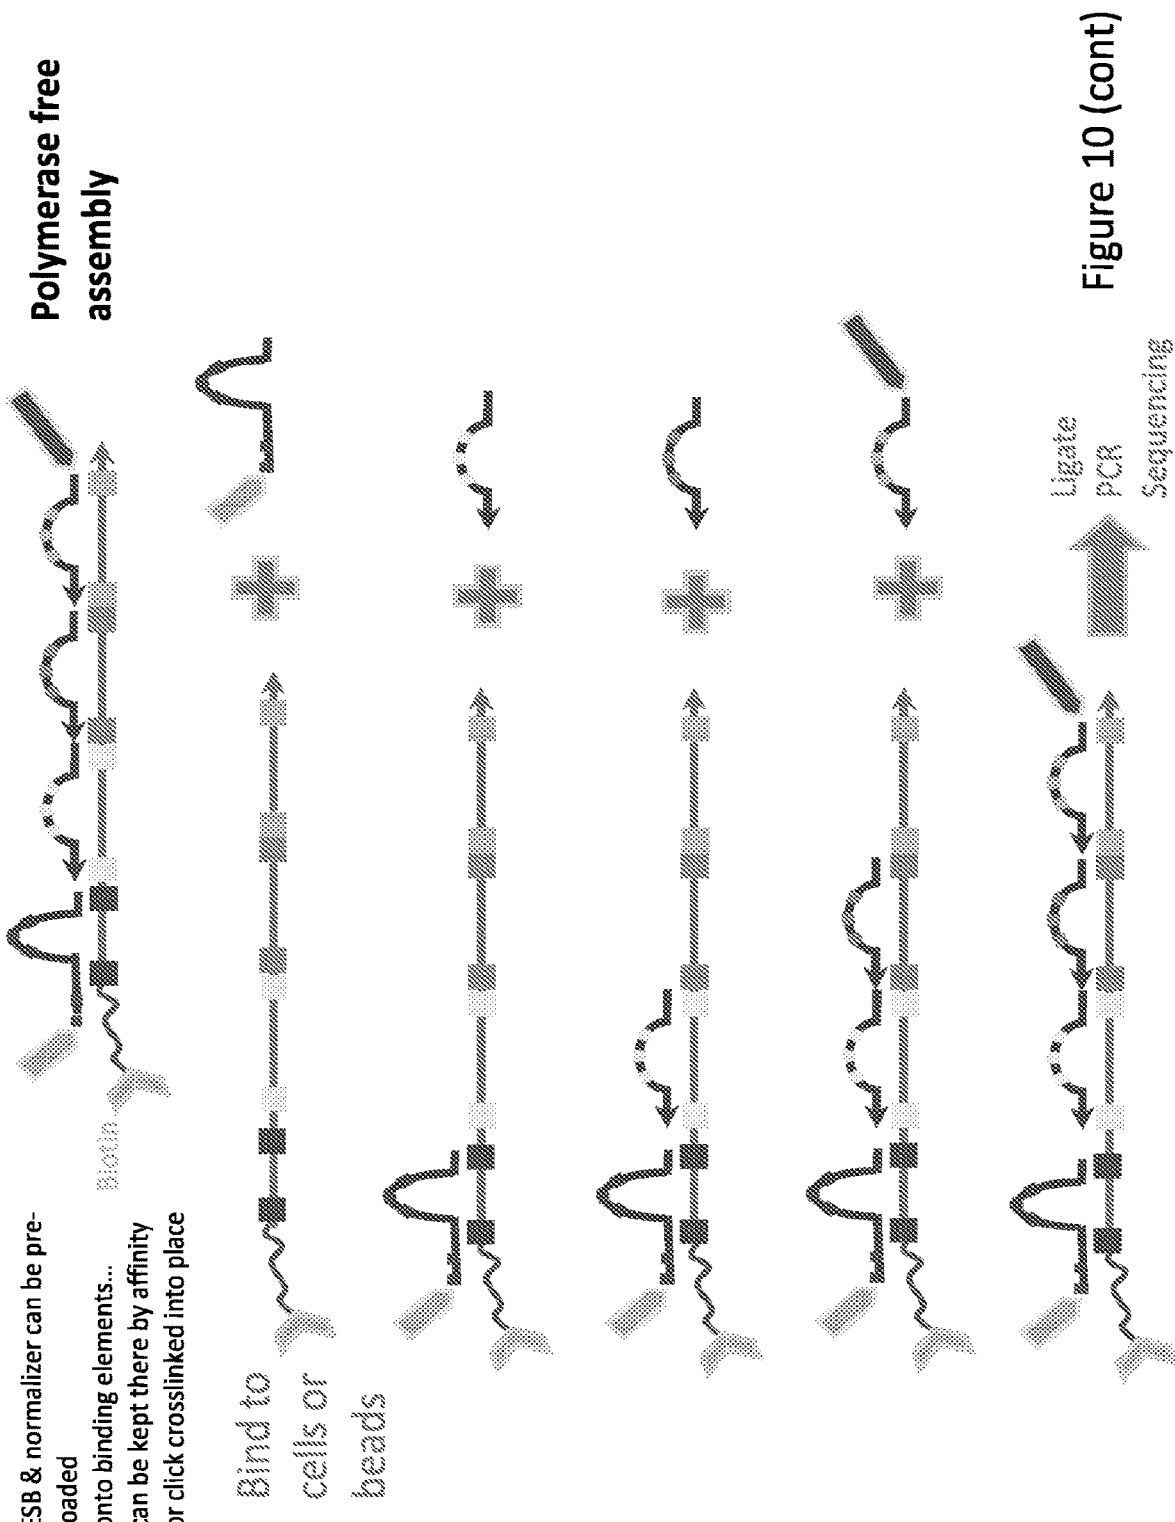 Polymerase free
assembly
ESB & normalizer can be pre-
loaded
onto binding elements...
can be kept there by affinity
or click crosslinked into place
Biotin
Bind to
cells or
beads
Ligate
PCR
Sequencing
Figure 10 (cont)